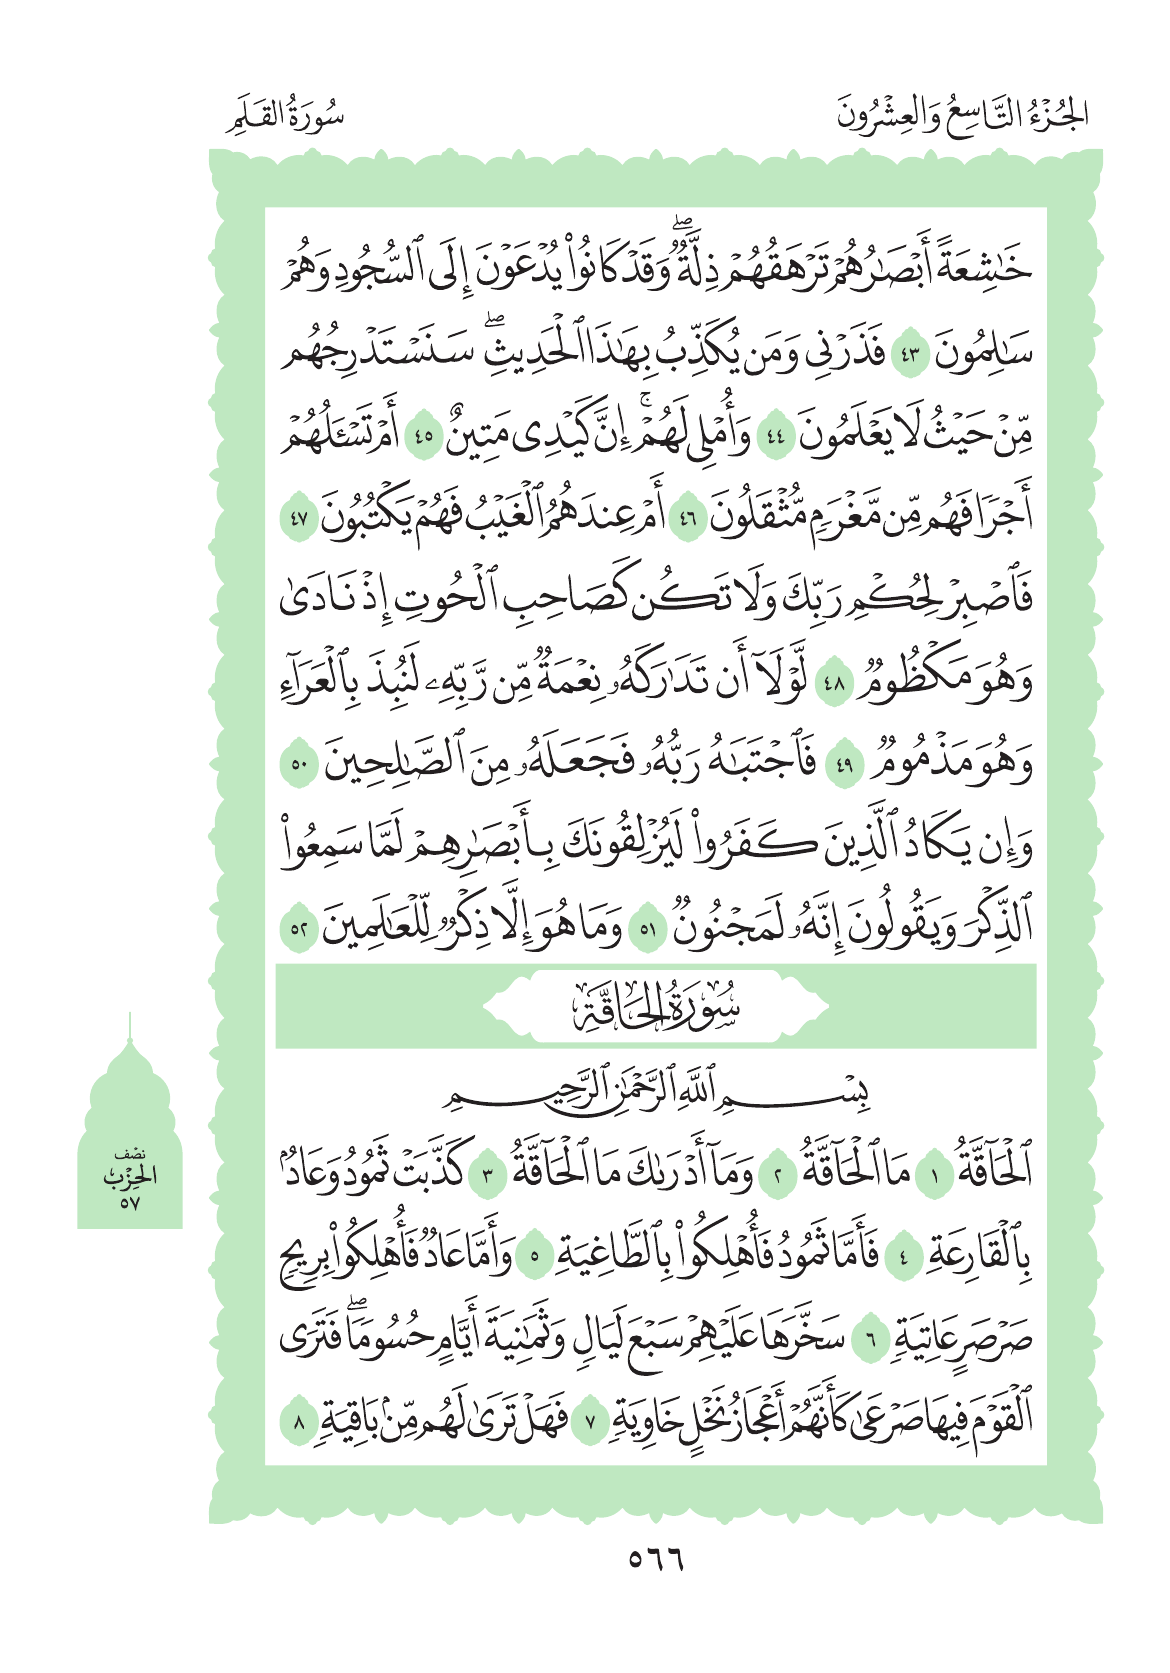 الجُزْءُ التَّاسِعُ وَالعِشْرُونَ
سُورَةُ القَلَمِ
خَٰشِعَةً أَبْصَٰرُهُمْ تَرْهَقُهُمْ ذِلَّةٌۖ وَقَدْ كَانُوا۟ يُدْعَوْنَ إِلَى ٱلسُّجُودِ وَهُمْ
سَٰلِمُونَ ٤٣ فَذَرْنِى وَمَن يُكَذِّبُ بِهَٰذَا ٱلْحَدِيثِۖ سَنَسْتَدْرِجُهُم
مِّنْ حَيْثُ لَا يَعْلَمُونَ ٤٤ وَأُمْلِى لَهُمْۚ إِنَّ كَيْدِى مَتِينٌ ٤٥ أَمْ تَسْـَٔلُهُمْ
أَجْرًا فَهُم مِّن مَّغْرَمٍ مُّثْقَلُونَ ٤٦ أَمْ عِندَهُمُ ٱلْغَيْبُ فَهُمْ يَكْتُبُونَ ٤٧
فَٱصْبِرْ لِحُكْمِ رَبِّكَ وَلَا تَكُن كَصَاحِبِ ٱلْحُوتِ إِذْ نَادَىٰ
وَهُوَ مَكْظُومٌ ٤٨ لَّوْلَآ أَن تَدَٰرَكَهُۥ نِعْمَةٌ مِّن رَّبِّهِۦ لَنُبِذَ بِٱلْعَرَآءِ
وَهُوَ مَذْمُومٌ ٤٩ فَٱجْتَبَٰهُ رَبُّهُۥ فَجَعَلَهُۥ مِنَ ٱلصَّٰلِحِينَ ٥٠
وَإِن يَكَادُ ٱلَّذِينَ كَفَرُوا۟ لَيُزْلِقُونَكَ بِأَبْصَٰرِهِمْ لَمَّا سَمِعُوا۟
ٱلذِّكْرَ وَيَقُولُونَ إِنَّهُۥ لَمَجْنُونٌ ٥١ وَمَا هُوَ إِلَّا ذِكْرٌ لِّلْعَٰلَمِينَ ٥٢
سُورَةُ الحَاقَّةِ
بِسْمِ ٱللَّهِ ٱلرَّحْمَٰنِ ٱلرَّحِيمِ
ٱلْحَآقَّةُ ١ مَا ٱلْحَآقَّةُ ٢ وَمَآ أَدْرَىٰكَ مَا ٱلْحَآقَّةُ ٣ كَذَّبَتْ ثَمُودُ وَعَادُۢ
بِٱلْقَارِعَةِ ٤ فَأَمَّا ثَمُودُ فَأُهْلِكُوا۟ بِٱلطَّاغِيَةِ ٥ وَأَمَّا عَادٌ فَأُهْلِكُوا۟ بِرِيحٍ
صَرْصَرٍ عَاتِيَةٍ ٦ سَخَّرَهَا عَلَيْهِمْ سَبْعَ لَيَالٍ وَثَمَٰنِيَةَ أَيَّامٍ حُسُومًاۖ فَتَرَى
ٱلْقَوْمَ فِيهَا صَرْعَىٰ كَأَنَّهُمْ أَعْجَازُ نَخْلٍ خَاوِيَةٍ ٧ فَهَلْ تَرَىٰ لَهُم مِّنۢ بَاقِيَةٍ ٨
نصْف
الحِزْب
٥٧
٥٦٦